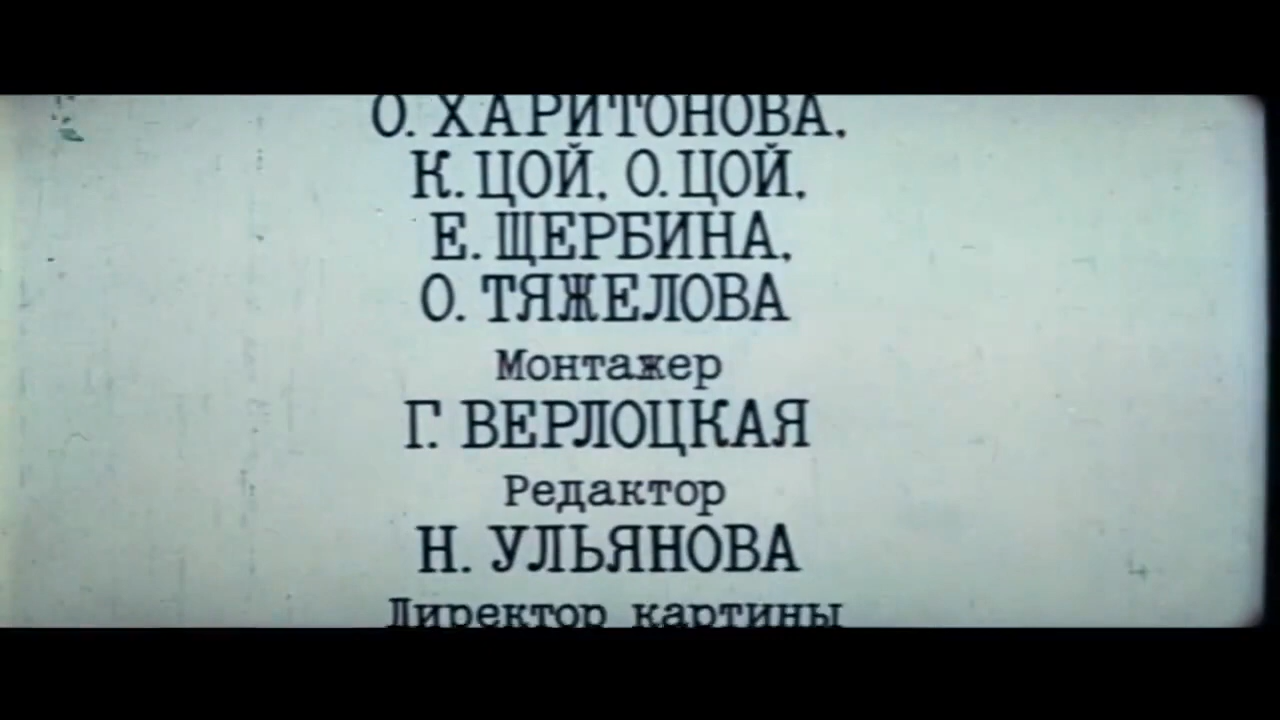 О. ХАРИТОНОВА,
К. ЦОЙ, О. ЦОЙ,
Е. ЩЕРБИНА,
О. ТЯЖЕЛОВА
Монтажер
Г. ВЕРЛОЦКАЯ
Редактор
Н. УЛЬЯНОВА
Директор картины